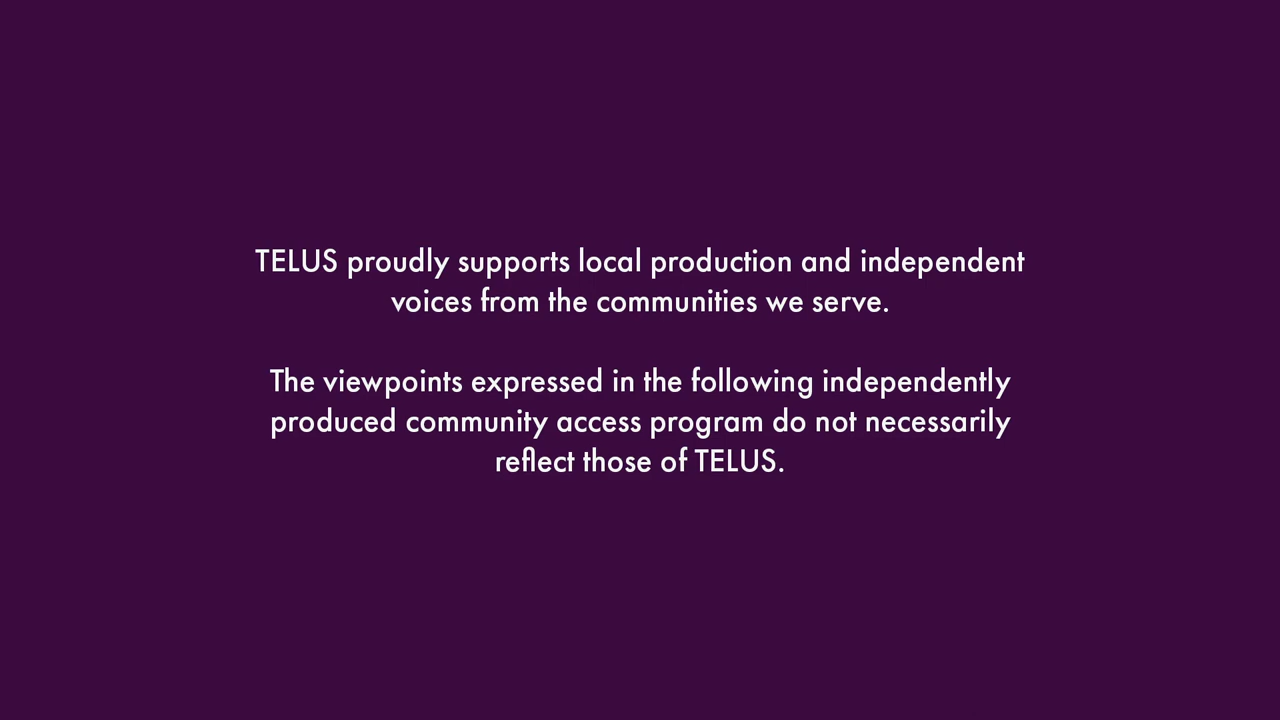 TELUS proudly supports local production and independent
voices from the communities we serve.
The viewpoints expressed in the following independently
produced community access program do not necessarily
reflect those of TELUS.